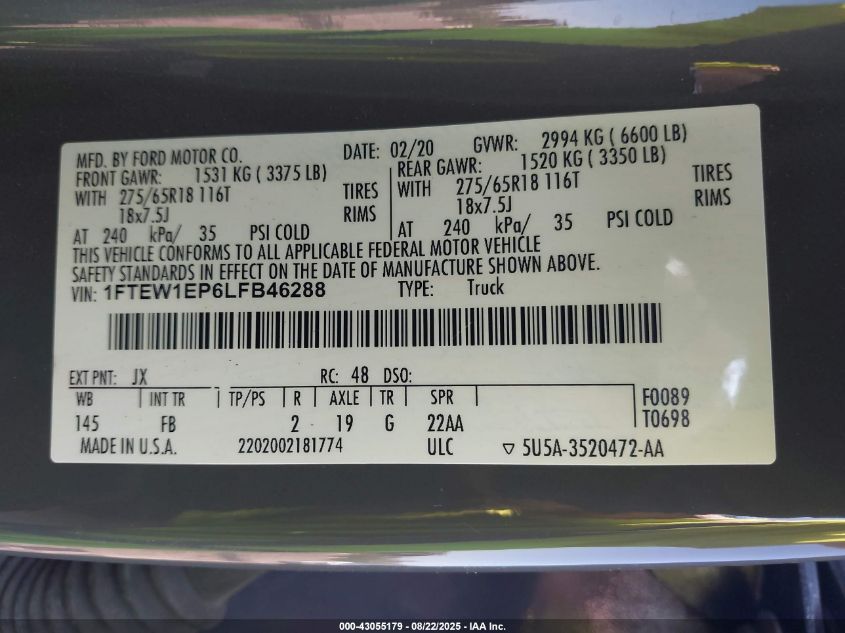 MFD. BY FORD MOTOR CO. DATE: 02/20 GVWR: 2994 KG ( 6600 LB)
FRONT GAWR: 1531 KG ( 3375 LB) REAR GAWR: 1520 KG ( 3350 LB)
WITH 275/65R18 116T TIRES WITH 275/65R18 116T TIRES
18x7.5J RIMS 18x7.5J RIMS
AT 240 kPa/ 35 PSI COLD AT 240 kPa/ 35 PSI COLD
THIS VEHICLE CONFORMS TO ALL APPLICABLE FEDERAL MOTOR VEHICLE
SAFETY STANDARDS IN EFFECT ON THE DATE OF MANUFACTURE SHOWN ABOVE.
VIN: 1FTEW1EP6LFB46288 TYPE: Truck
EXT PNT: JX RC: 48 DSO:
WB INT TR TP/PS R AXLE TR SPR F0089
145 FB 2 19 G 22AA T0698
MADE IN U.S.A. 2202002181774 ULC ▽ 5U5A-3520472-AA
000-43055179 - 08/22/2025 - IAA Inc.